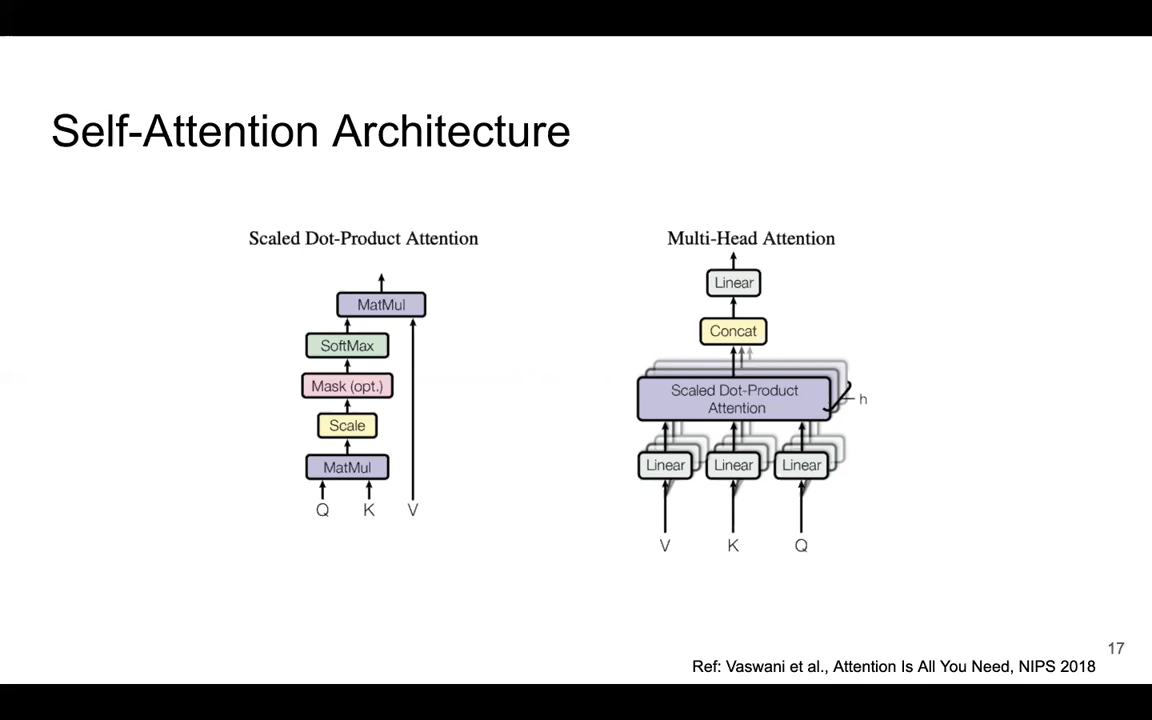 Self-Attention Architecture
Scaled Dot-Product Attention
MatMul
SoftMax
Mask (opt.)
Scale
MatMul
Q K V
Multi-Head Attention
Linear
Concat
Scaled Dot-Product
Attention
h
Linear Linear Linear
V K Q
17
Ref: Vaswani et al., Attention Is All You Need, NIPS 2018